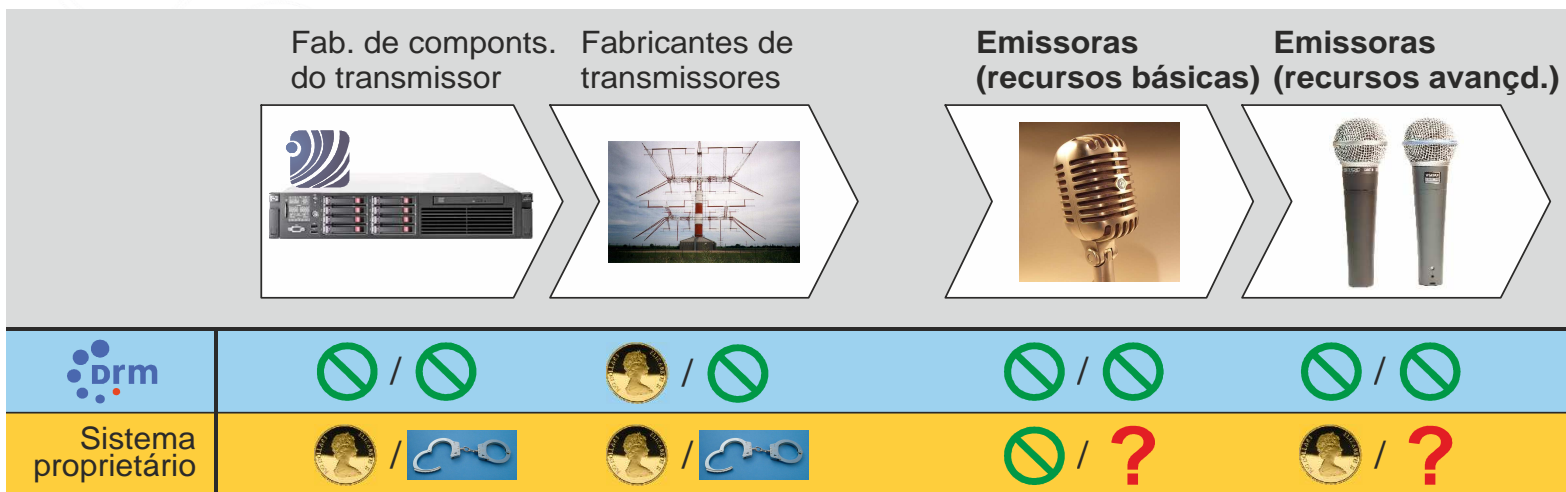 Fab. de componts.
do transmissor
Fabricantes de
transmissores
Emissoras
(recursos básicas)
Emissoras
(recursos avançd.)
DRM
/
/
/
/
Sistema
proprietário
/
/
/ ?
/ ?